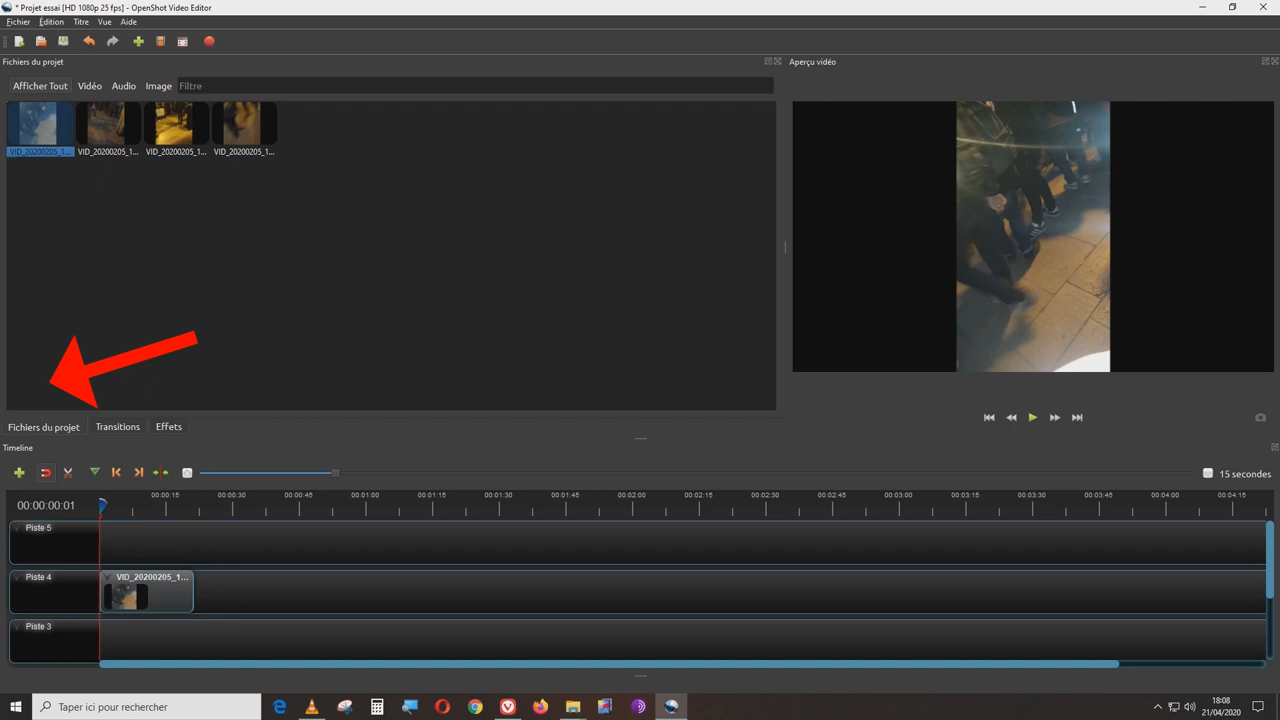 * Projet essai [HD 1080p 25 fps] - OpenShot Video Editor
Fichier Édition Titre Vue Aide
Fichiers du projet
Aperçu vidéo
Afficher Tout Vidéo Audio Image Filtre
VID_20200205_1... VID_20200205_1... VID_20200205_1... VID_20200205_1...
Fichiers du projet Transitions Effets
Timeline
15 secondes
00:00:00:01
00:00:15 00:00:30 00:00:45 00:01:00 00:01:15 00:01:30 00:01:45 00:02:00 00:02:15 00:02:30 00:02:45 00:03:00 00:03:15 00:03:30 00:03:45 00:04:00 00:04:15
Piste 5
Piste 4
VID_20200205_1...
Piste 3
Taper ici pour rechercher
18:08
21/04/2020